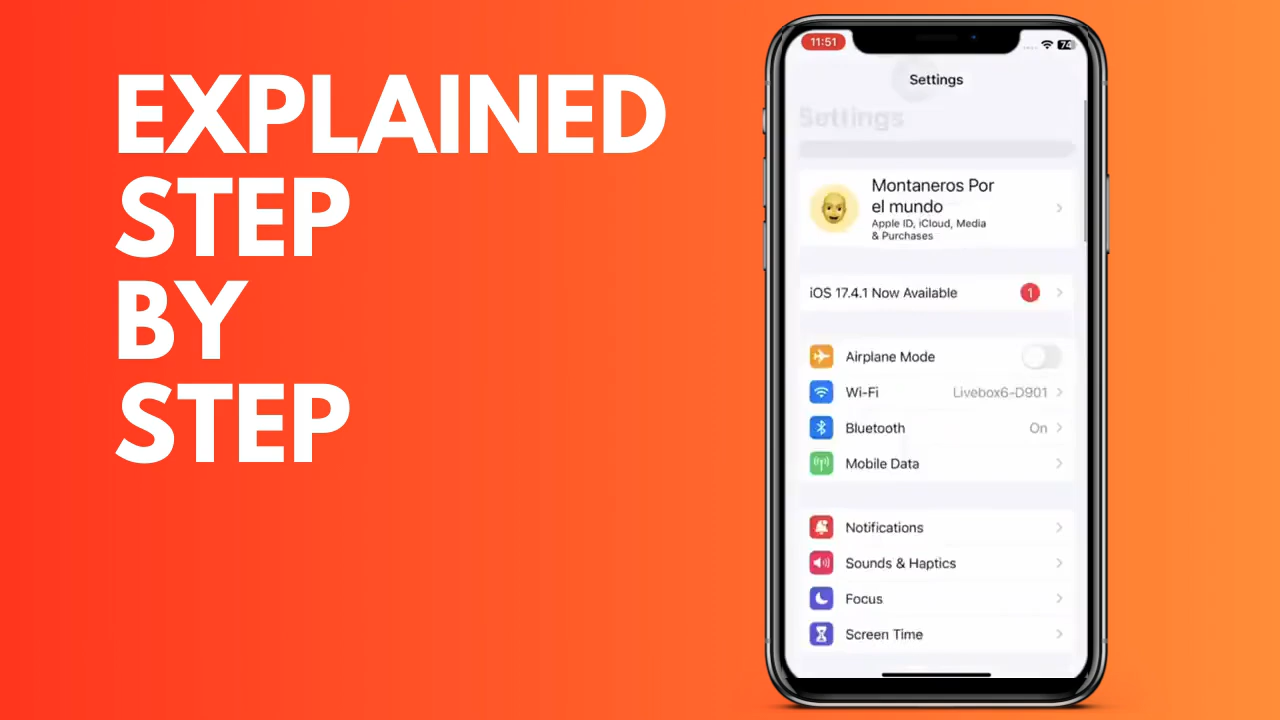 EXPLAINED
STEP
BY
STEP
11:51
74
Settings
Settings
Montaneros Por
el mundo
Apple ID, iCloud, Media
& Purchases
iOS 17.4.1 Now Available
1
Airplane Mode
Wi-Fi
Livebox6-D901
Bluetooth
On
Mobile Data
Notifications
Sounds & Haptics
Focus
Screen Time